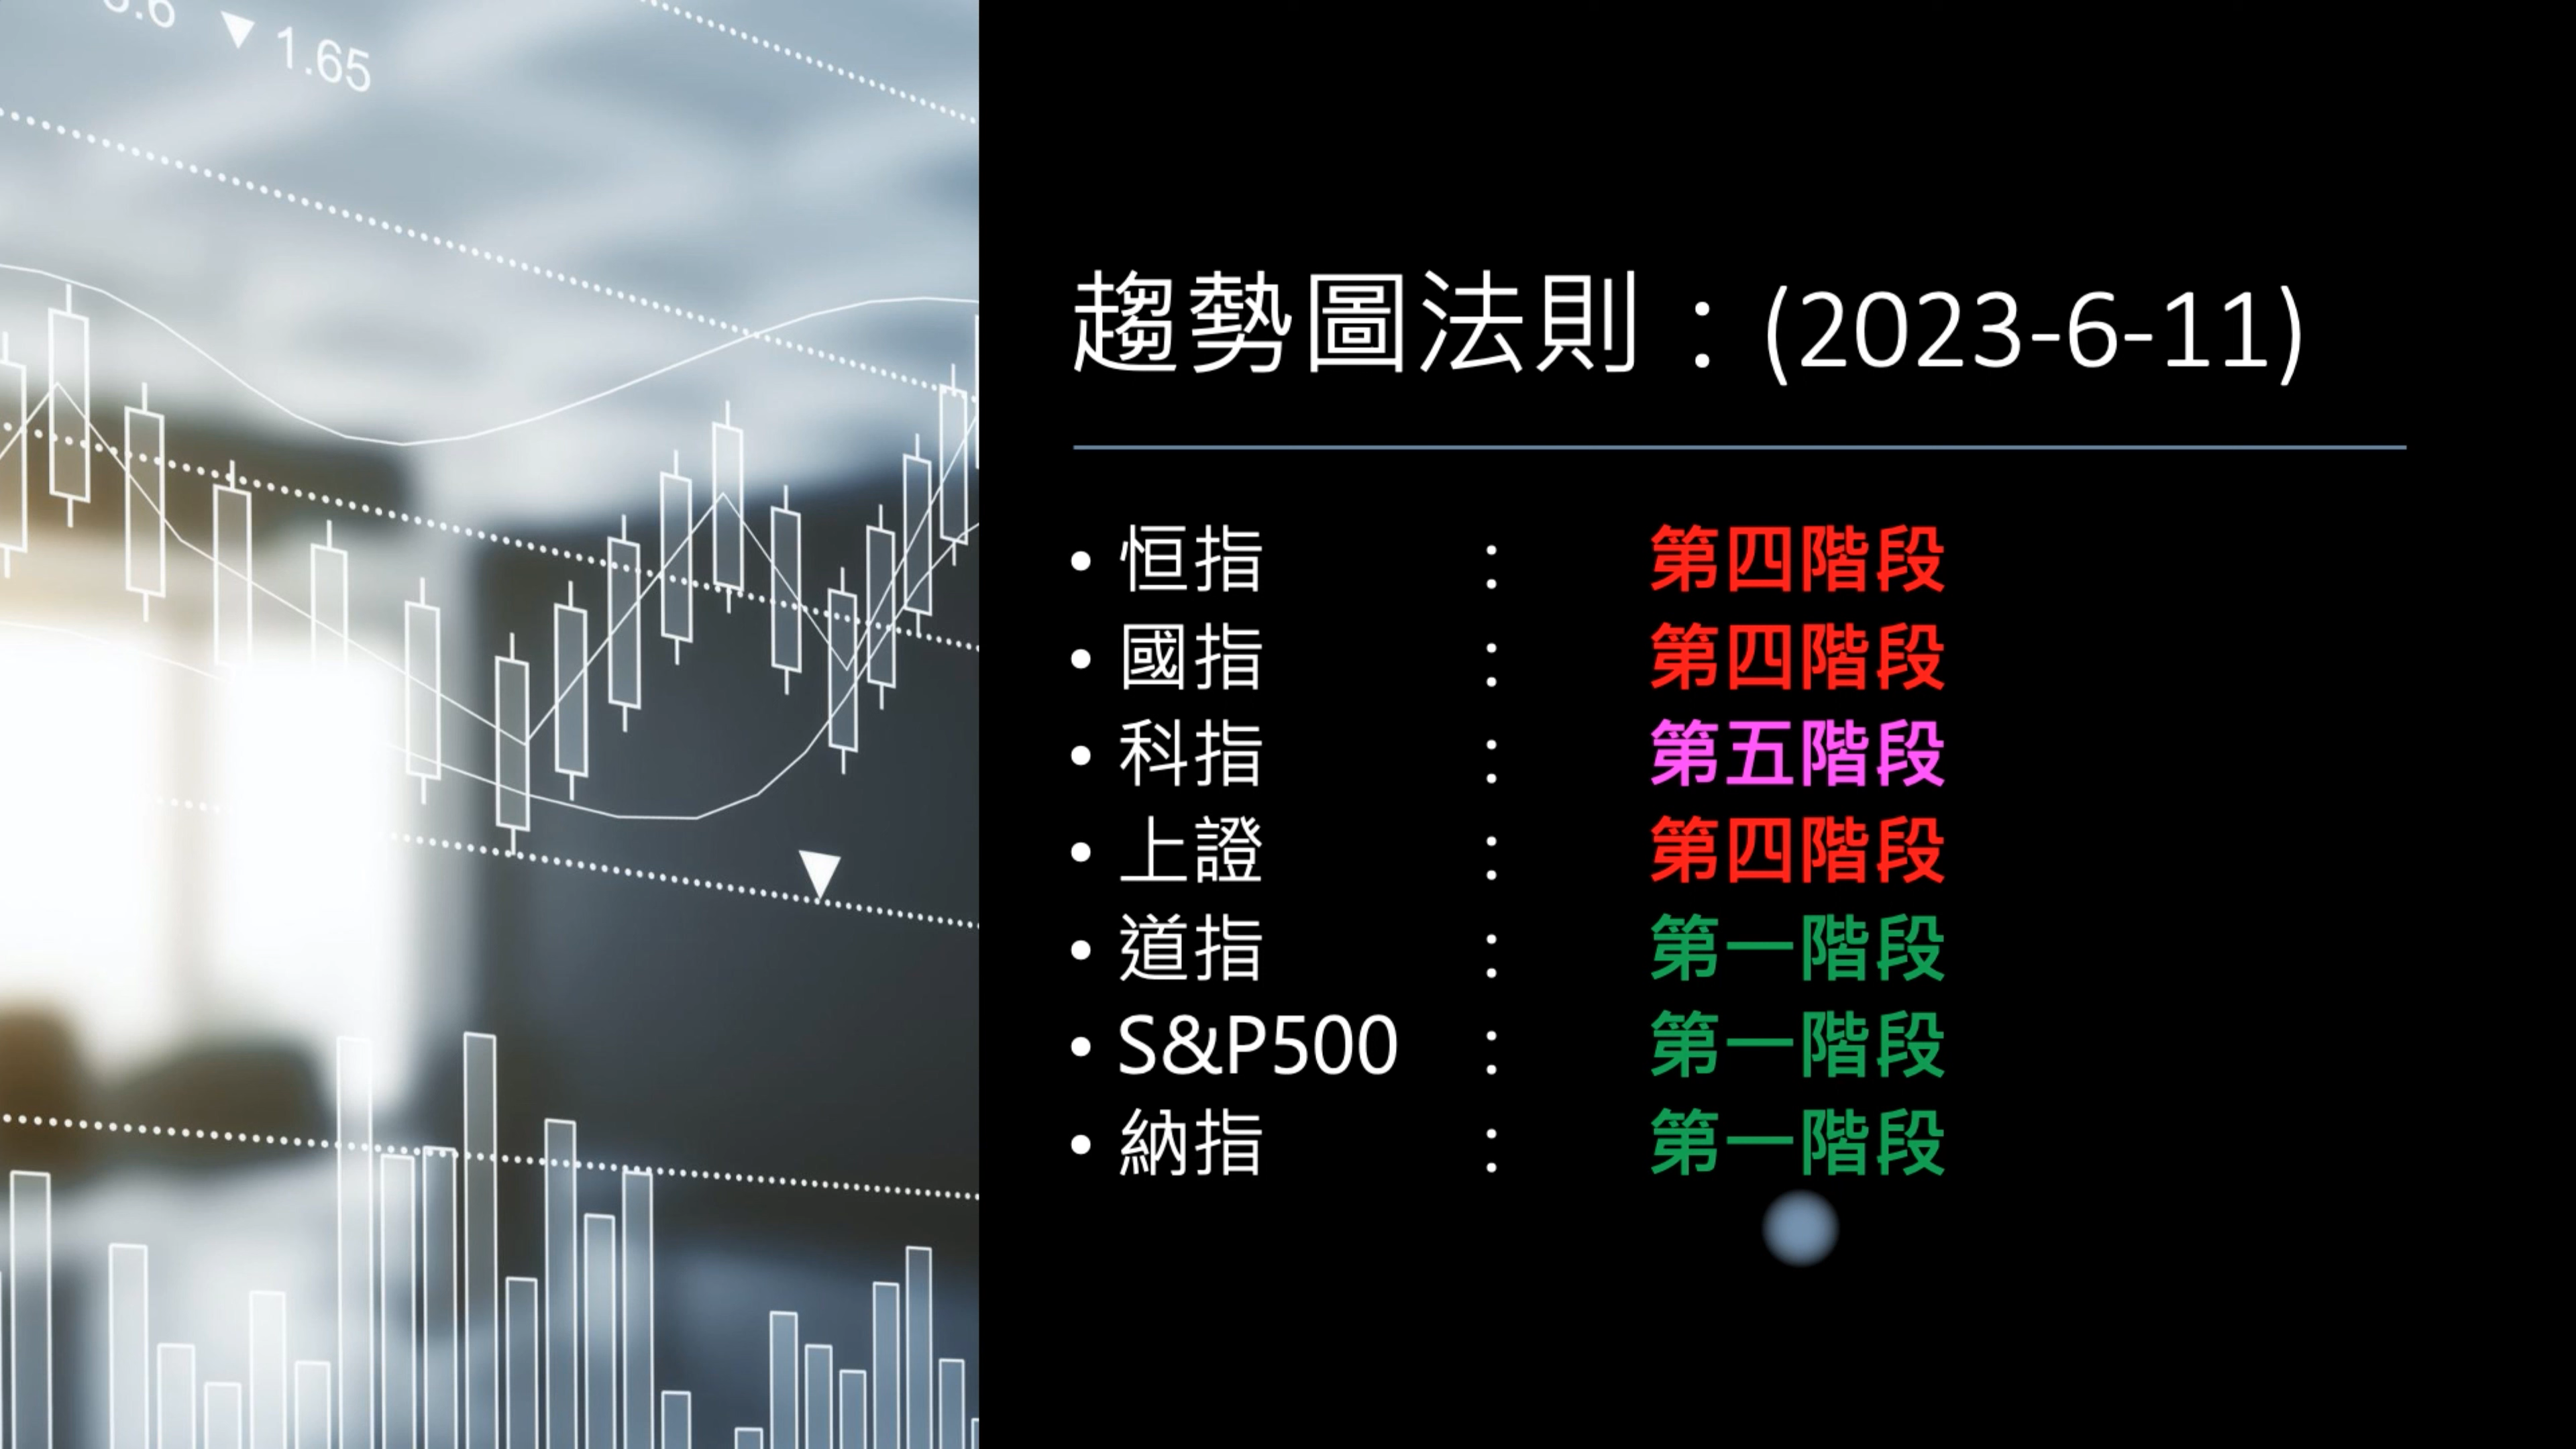 1.65
趨勢圖法則：(2023-6-11)
• 恒指 : 第四階段
• 國指 : 第四階段
• 科指 : 第五階段
• 上證 : 第四階段
• 道指 : 第一階段
• S&P500 : 第一階段
• 納指 : 第一階段